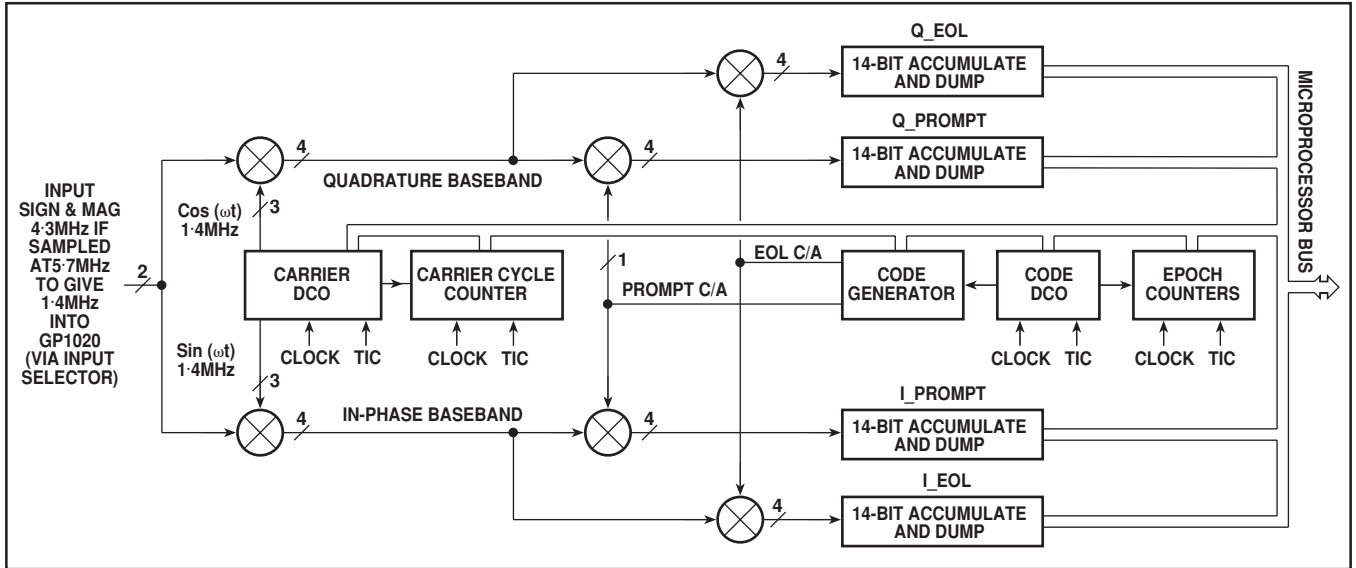 Q_EOL
4
14-BIT ACCUMULATE
AND DUMP
Q_PROMPT
4
4
14-BIT ACCUMULATE
AND DUMP
QUADRATURE BASEBAND
INPUT
SIGN & MAG
4·3MHz IF
SAMPLED
AT5·7MHz
TO GIVE
1·4MHz
INTO
GP1020
(VIA INPUT
SELECTOR)
2
Cos (ωt)
1·4MHz
3
CARRIER
DCO
CARRIER CYCLE
COUNTER
1
EOL C/A
PROMPT C/A
CODE
GENERATOR
CODE
DCO
EPOCH
COUNTERS
CLOCK
TIC
CLOCK
TIC
CLOCK
TIC
CLOCK
TIC
Sin (ωt)
1·4MHz
3
I_PROMPT
4
IN-PHASE BASEBAND
4
14-BIT ACCUMULATE
AND DUMP
I_EOL
4
14-BIT ACCUMULATE
AND DUMP
MICROPROCESSOR BUS